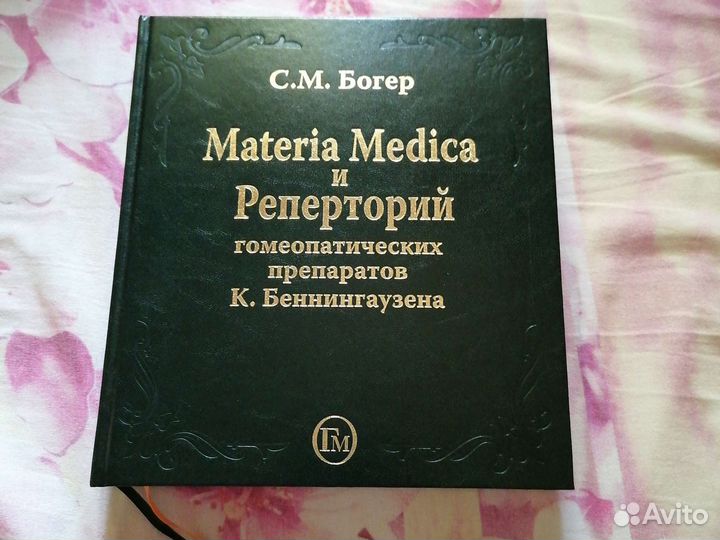 С.М. Богер
Materia Medica
и
Реперторий
гомеопатических
препаратов
К. Беннингаузена
ГМ
Avito